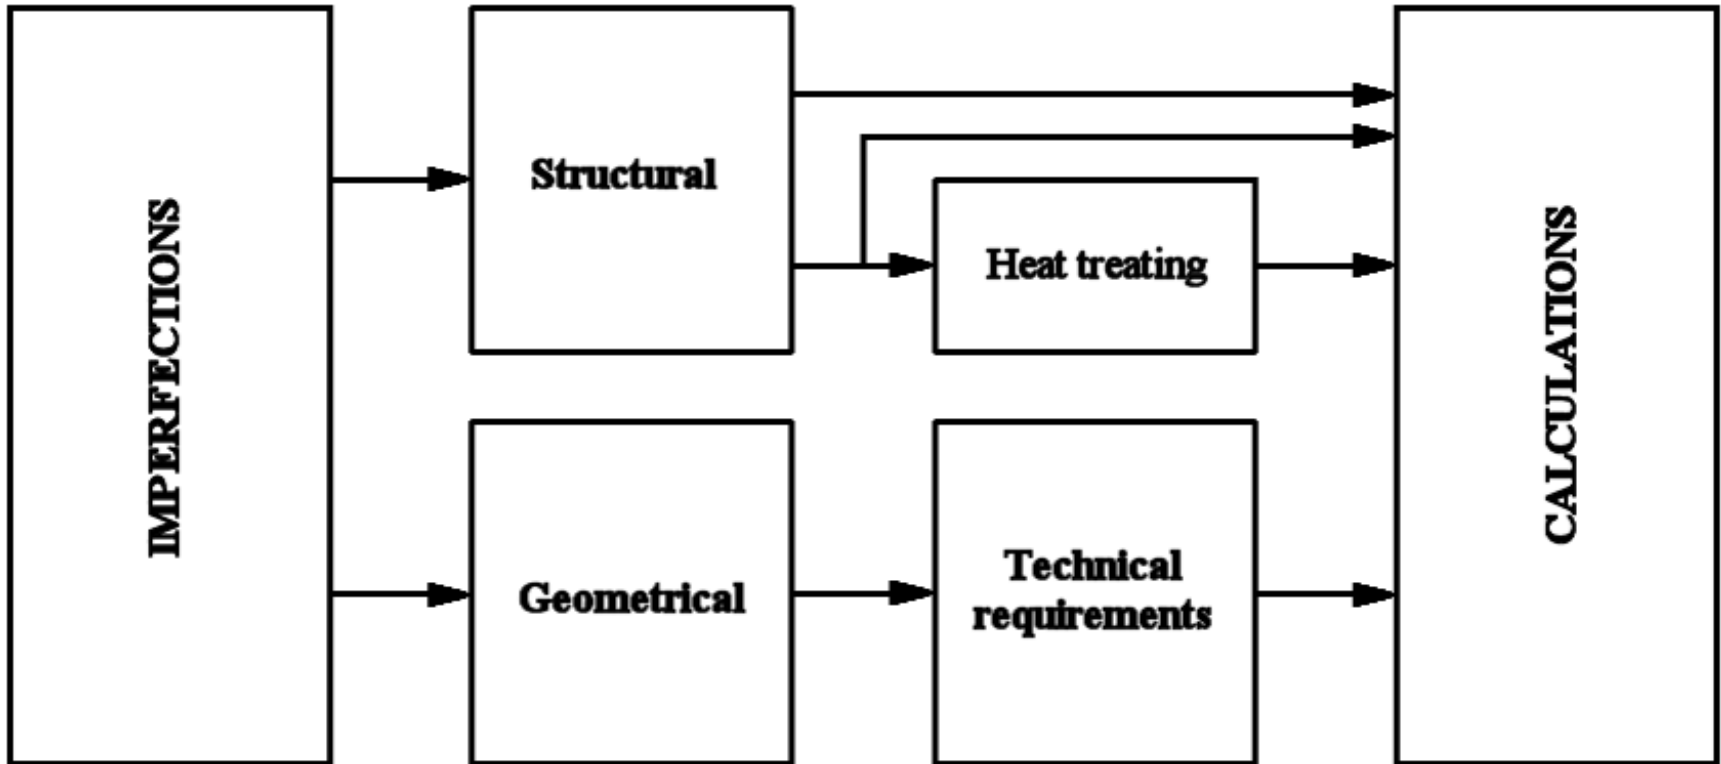 IMPERFECTIONS
Structural
Heat treating
Geometrical
Technical
requirements
CALCULATIONS